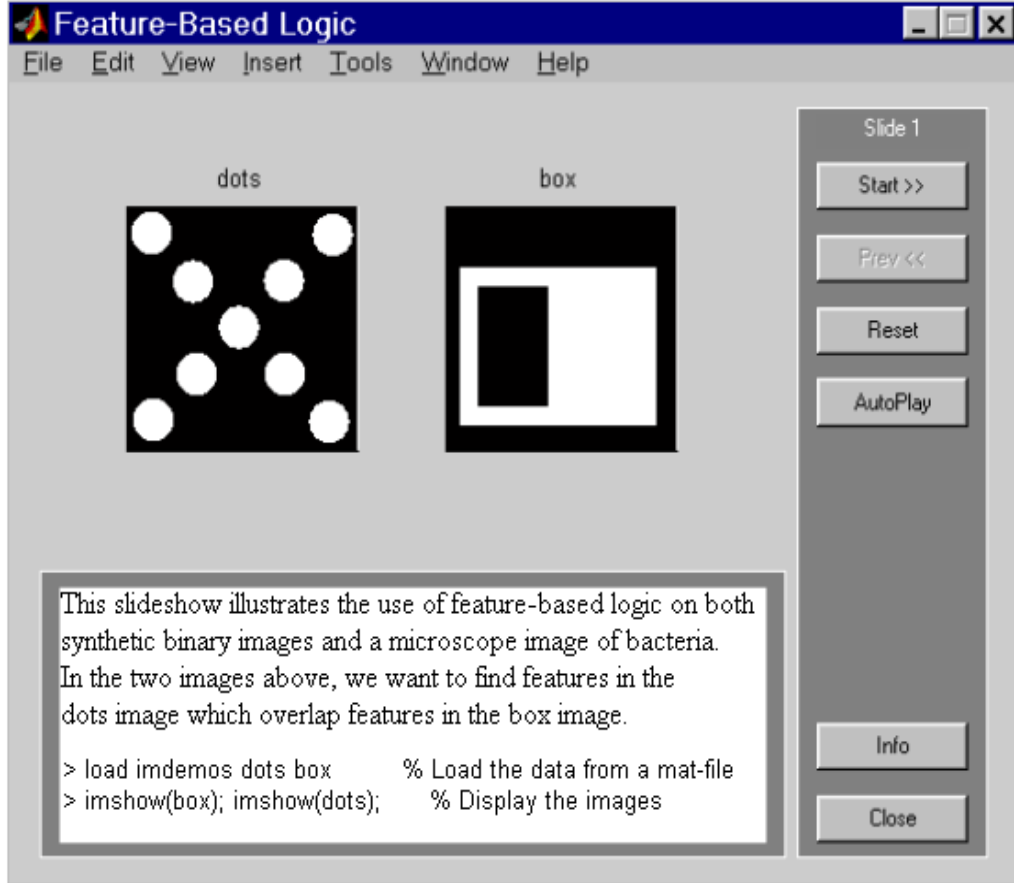 Feature-Based Logic
File Edit View Insert Tools Window Help
dots box
Slide 1
Start >>
Prev <<
Reset
AutoPlay
This slideshow illustrates the use of feature-based logic on both
synthetic binary images and a microscope image of bacteria.
In the two images above, we want to find features in the
dots image which overlap features in the box image.
> load imdemos dots box % Load the data from a mat-file
> imshow(box); imshow(dots); % Display the images
Info
Close